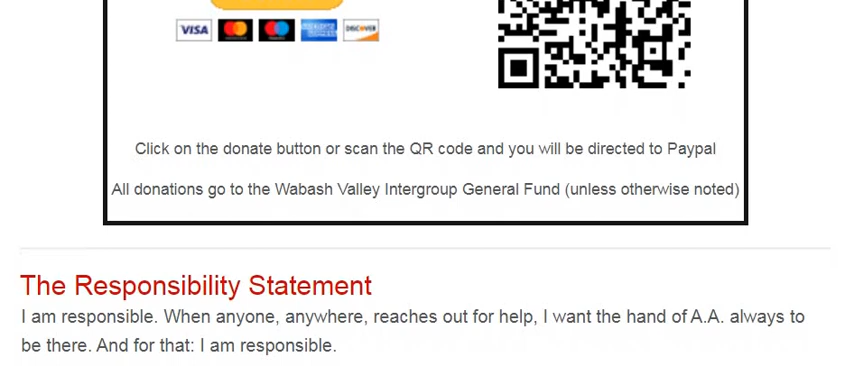 VISA DISCOVER
Click on the donate button or scan the QR code and you will be directed to Paypal
All donations go to the Wabash Valley Intergroup General Fund (unless otherwise noted)
The Responsibility Statement
I am responsible. When anyone, anywhere, reaches out for help, I want the hand of A.A. always to
be there. And for that: I am responsible.